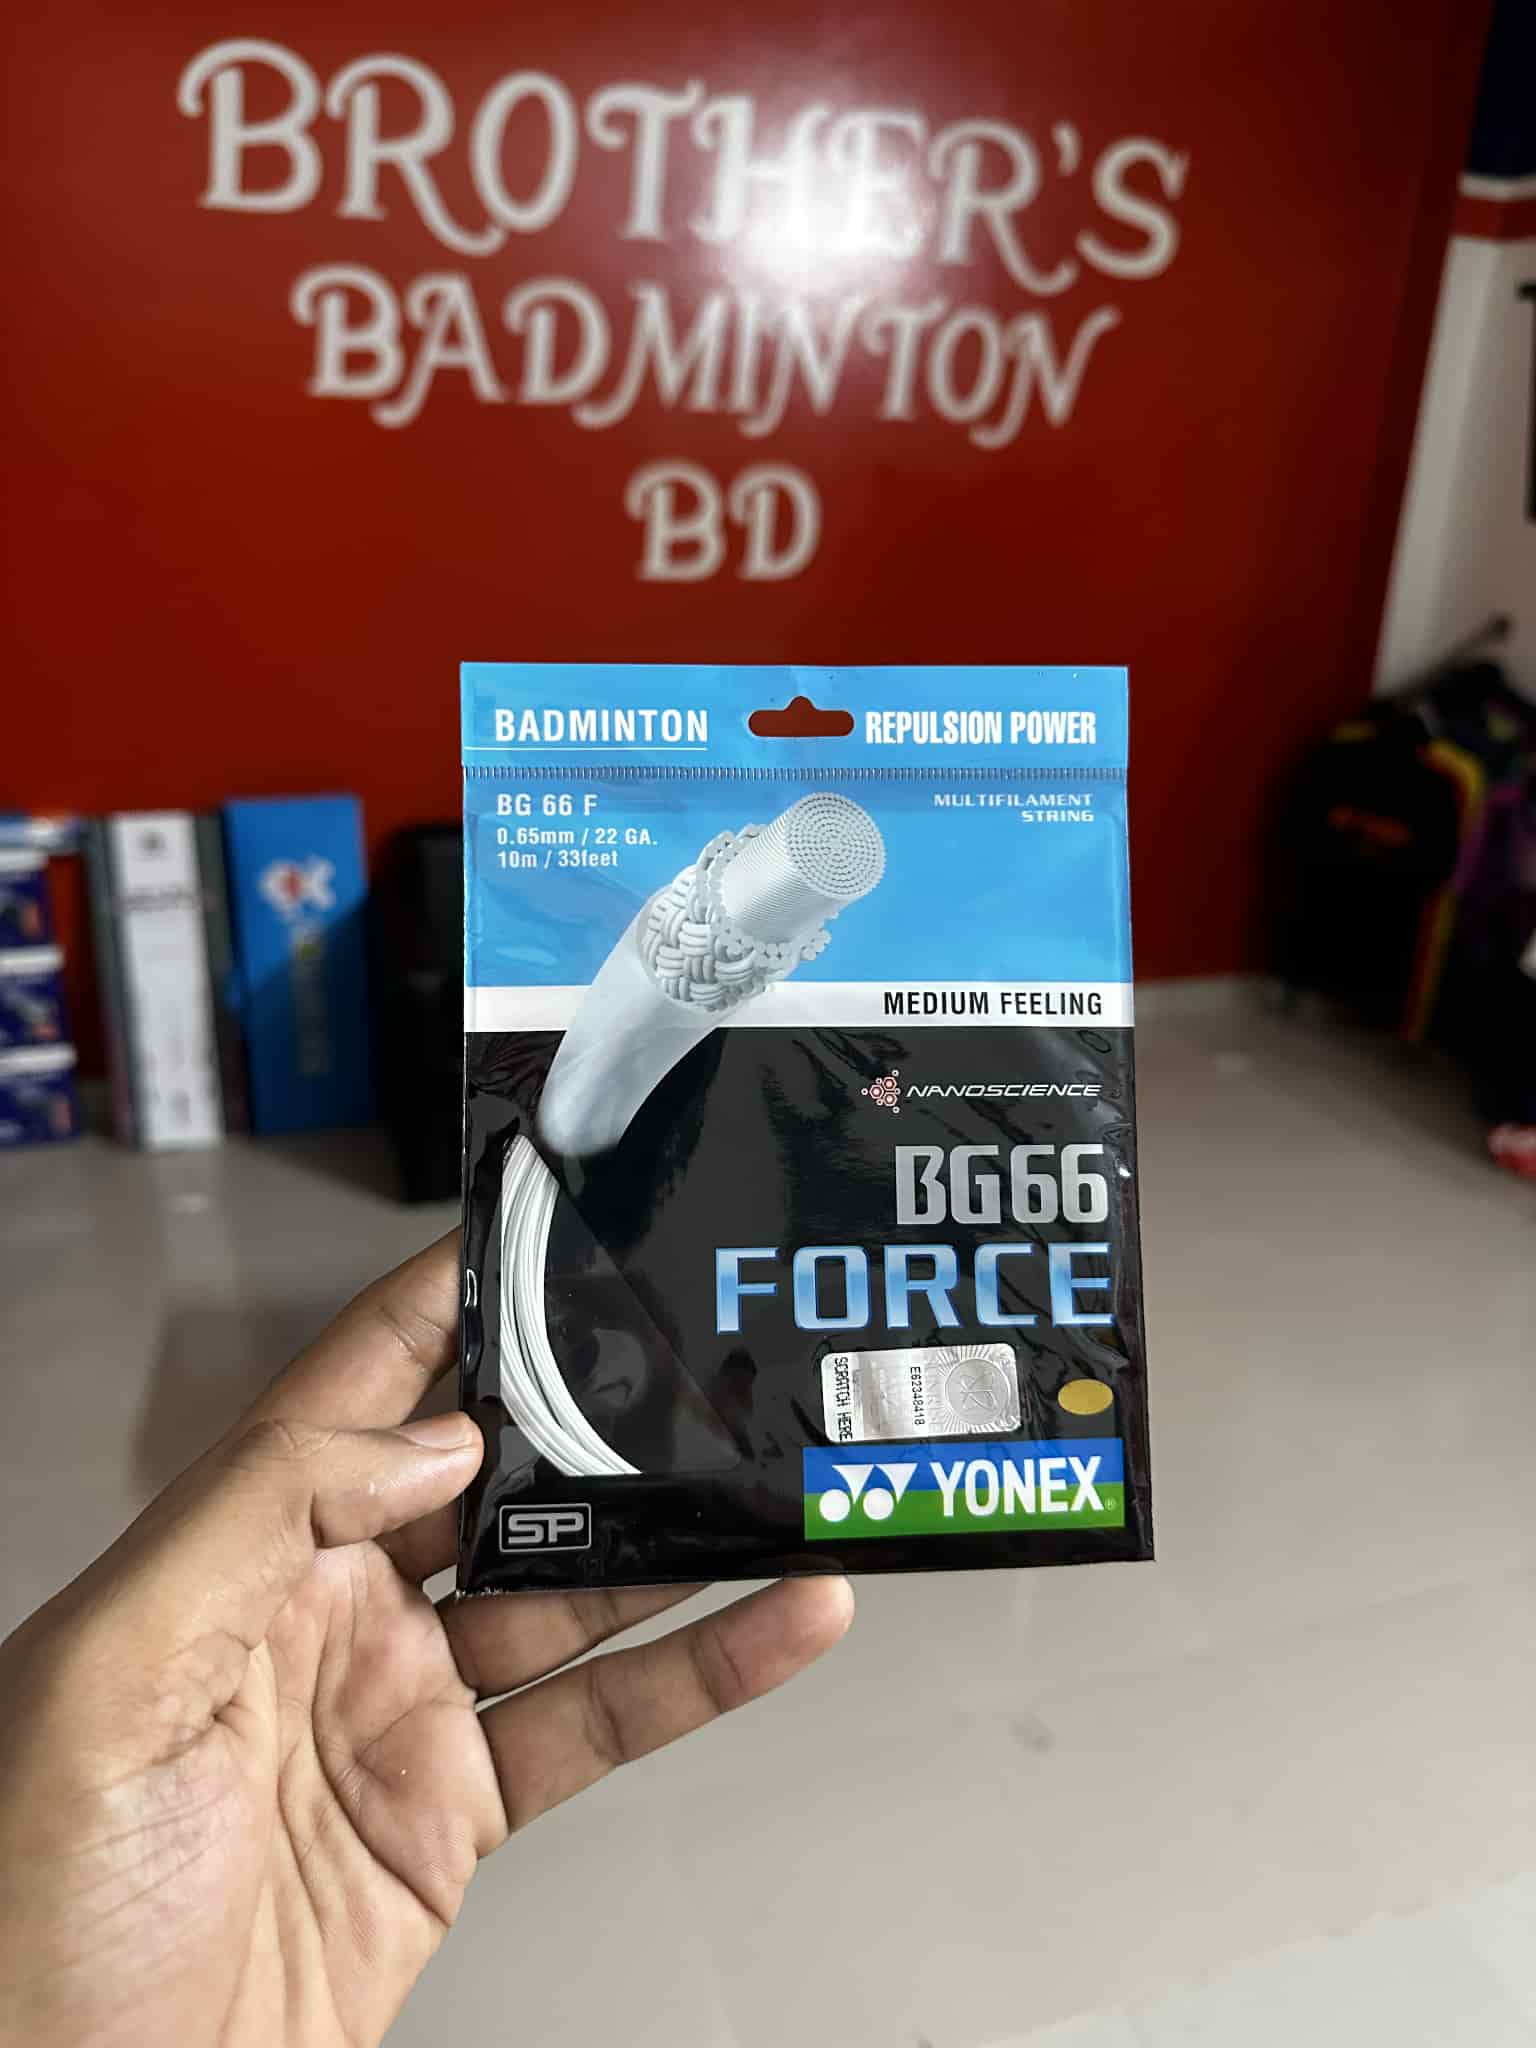 BROTHER'S
BADMINTON
BD
BADMINTON
REPULSION POWER
BG 66 F
0.65mm / 22 GA.
10m / 33feet
MULTIFILAMENT
STRING
MEDIUM FEELING
NANOSCIENCE
BG66
FORCE
SCRATCH HERE
E62348418
YONEX®
SP